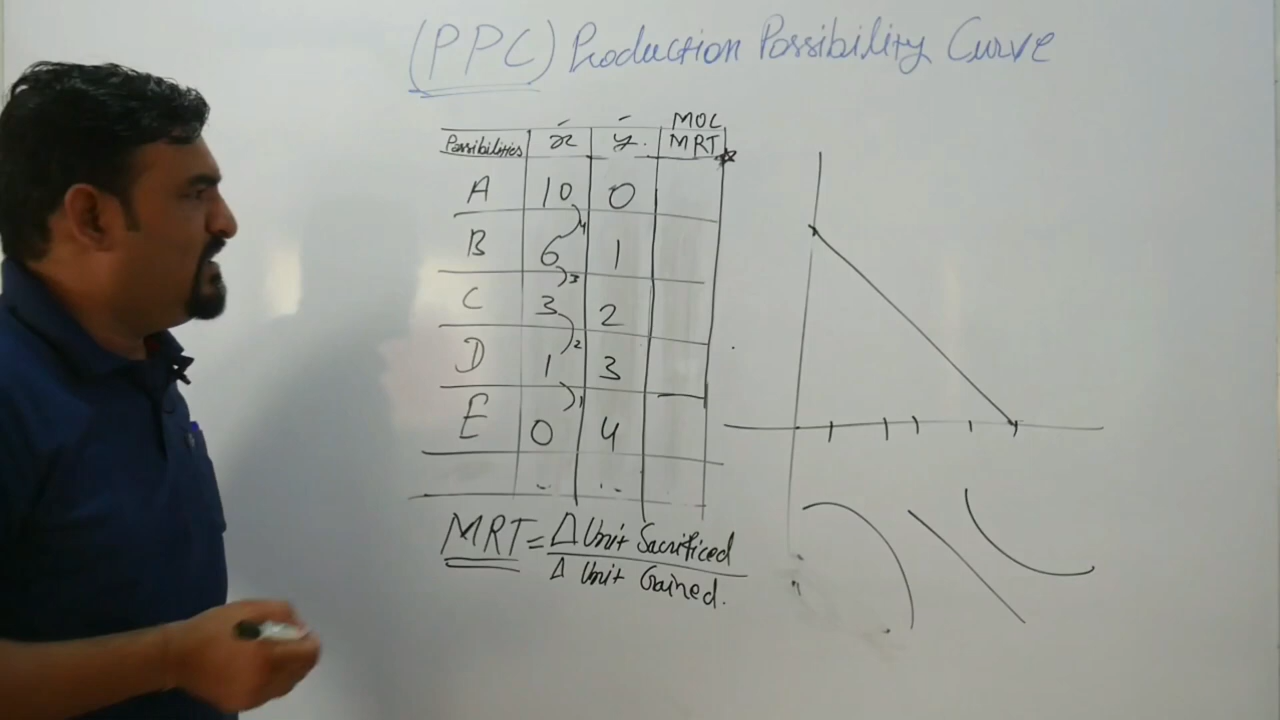 (PPC) Production Possibility Curve
MOC
Possibilities x y. MRT
A 10 0
4
B 6 1
3
C 3 2
2
D 1 3
1
E 0 4
MRT = Δ Unit Sacrificed
Δ Unit Gained.